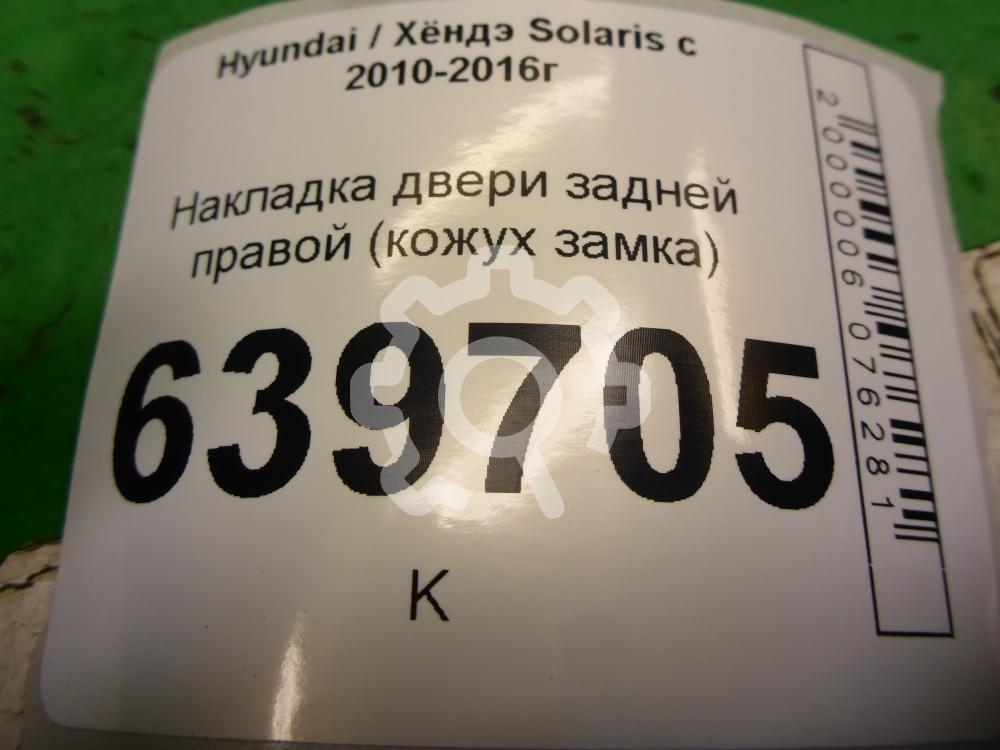 Hyundai / Хёндэ Solaris с
2010-2016г
Накладка двери задней
правой (кожух замка)
639705
К
2000006076281